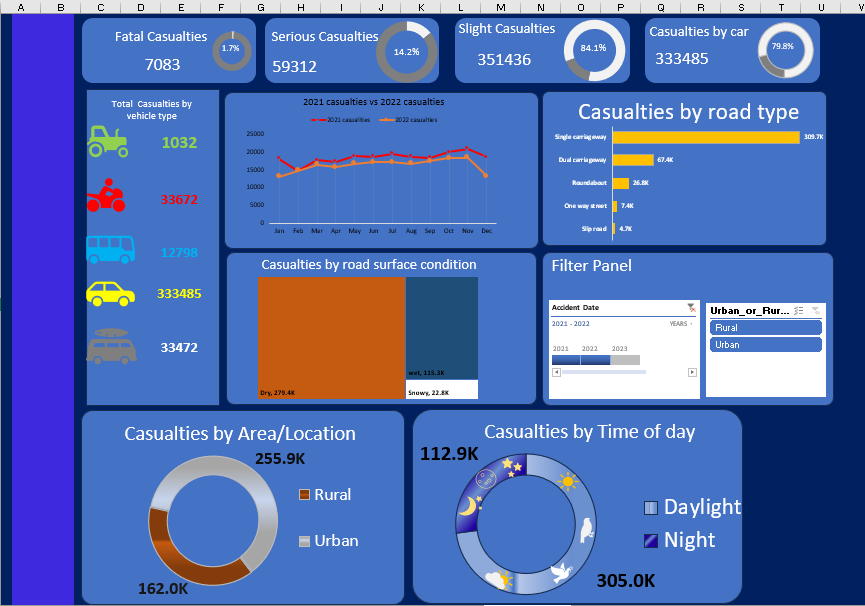 A B C D E F G H I J K L M N O P Q R S T U V
Fatal Casualties
7083
1.7%
Serious Casualties
59312
14.2%
Slight Casualties
351436
84.1%
Casualties by car
333485
79.8%
Total Casualties by
vehicle type
1032
33672
12798
333485
33472
2021 casualties vs 2022 casualties
2021 casualities 2022 casualties
25000
20000
15000
10000
5000
0
Jan Feb Mar Apr May Jun Jul Aug Sep Oct Nov Dec
Casualties by road type
Single carriageway 309.7K
Dual carriageway 67.4K
Roundabout 26.8K
One way street 7.4K
Slip road 4.7K
Casualties by road surface condition
Dry, 279.4K
wet, 115.3K
Snowy, 22.8K
Filter Panel
Accident Date
2021 - 2022 YEARS
2021 2022 2023
Urban_or_Rur...
Rural
Urban
Casualties by Area/Location
255.9K
162.0K
Rural
Urban
Casualties by Time of day
112.9K
305.0K
Daylight
Night